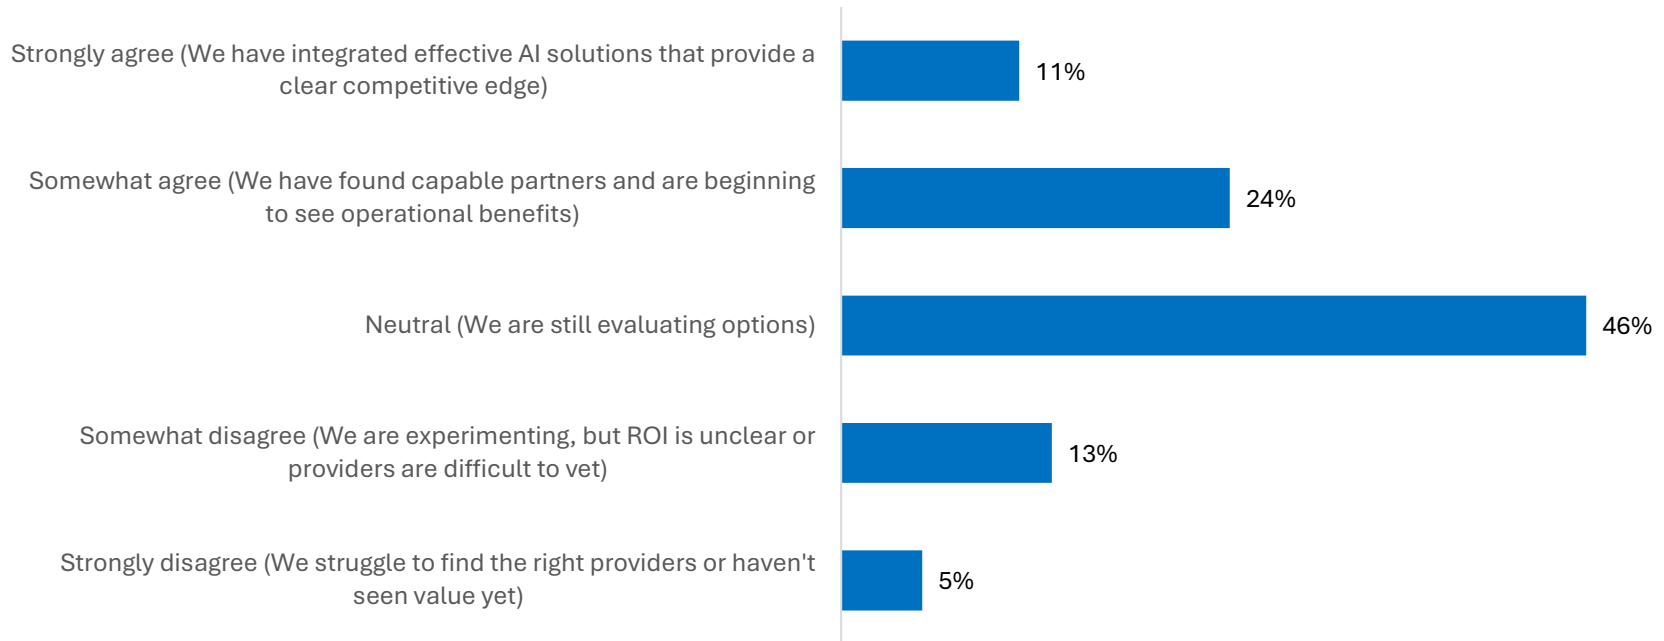 Strongly agree (We have integrated effective AI solutions that provide a
clear competitive edge)
11%
Somewhat agree (We have found capable partners and are beginning
to see operational benefits)
24%
Neutral (We are still evaluating options)
46%
Somewhat disagree (We are experimenting, but ROI is unclear or
providers are difficult to vet)
13%
Strongly disagree (We struggle to find the right providers or haven't
seen value yet)
5%